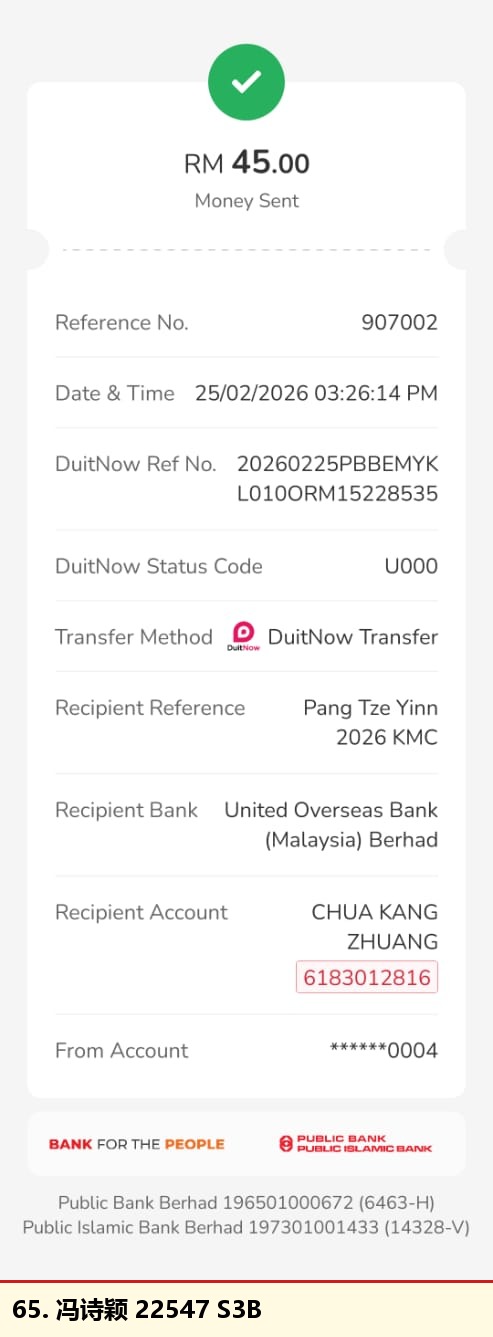 RM 45.00
Money Sent
Reference No. 907002
Date & Time 25/02/2026 03:26:14 PM
DuitNow Ref No. 20260225PBBEMYK
L010ORM15228535
DuitNow Status Code U000
Transfer Method DuitNow DuitNow Transfer
Recipient Reference Pang Tze Yinn
2026 KMC
Recipient Bank United Overseas Bank
(Malaysia) Berhad
Recipient Account CHUA KANG
ZHUANG
6183012816
From Account ******0004
BANK FOR THE PEOPLE PUBLIC BANK
PUBLIC ISLAMIC BANK
Public Bank Berhad 196501000672 (6463-H)
Public Islamic Bank Berhad 197301001433 (14328-V)
65. 冯诗颖 22547 S3B